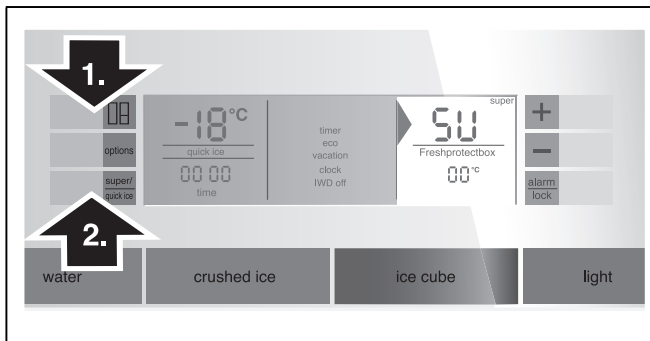 1.
options
super/
quick ice
2.
-18°C
quick ice
00 00
time
timer
eco
vacation
clock
IWD off
super
SU
Freshprotectbox
00°C
+
-
alarm
lock
water
crushed ice
ice cube
light